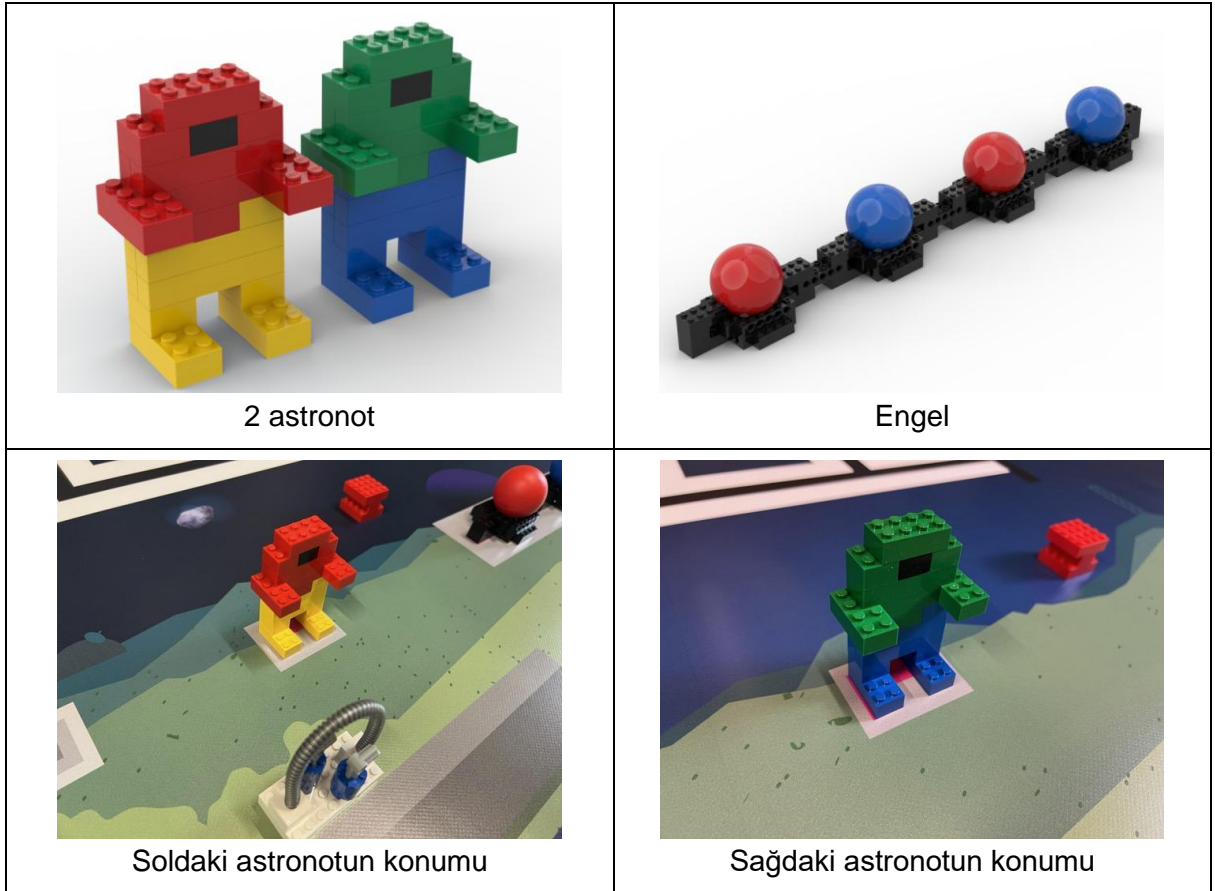 2 astronot
Engel
Soldaki astronotun konumu
Sağdaki astronotun konumu